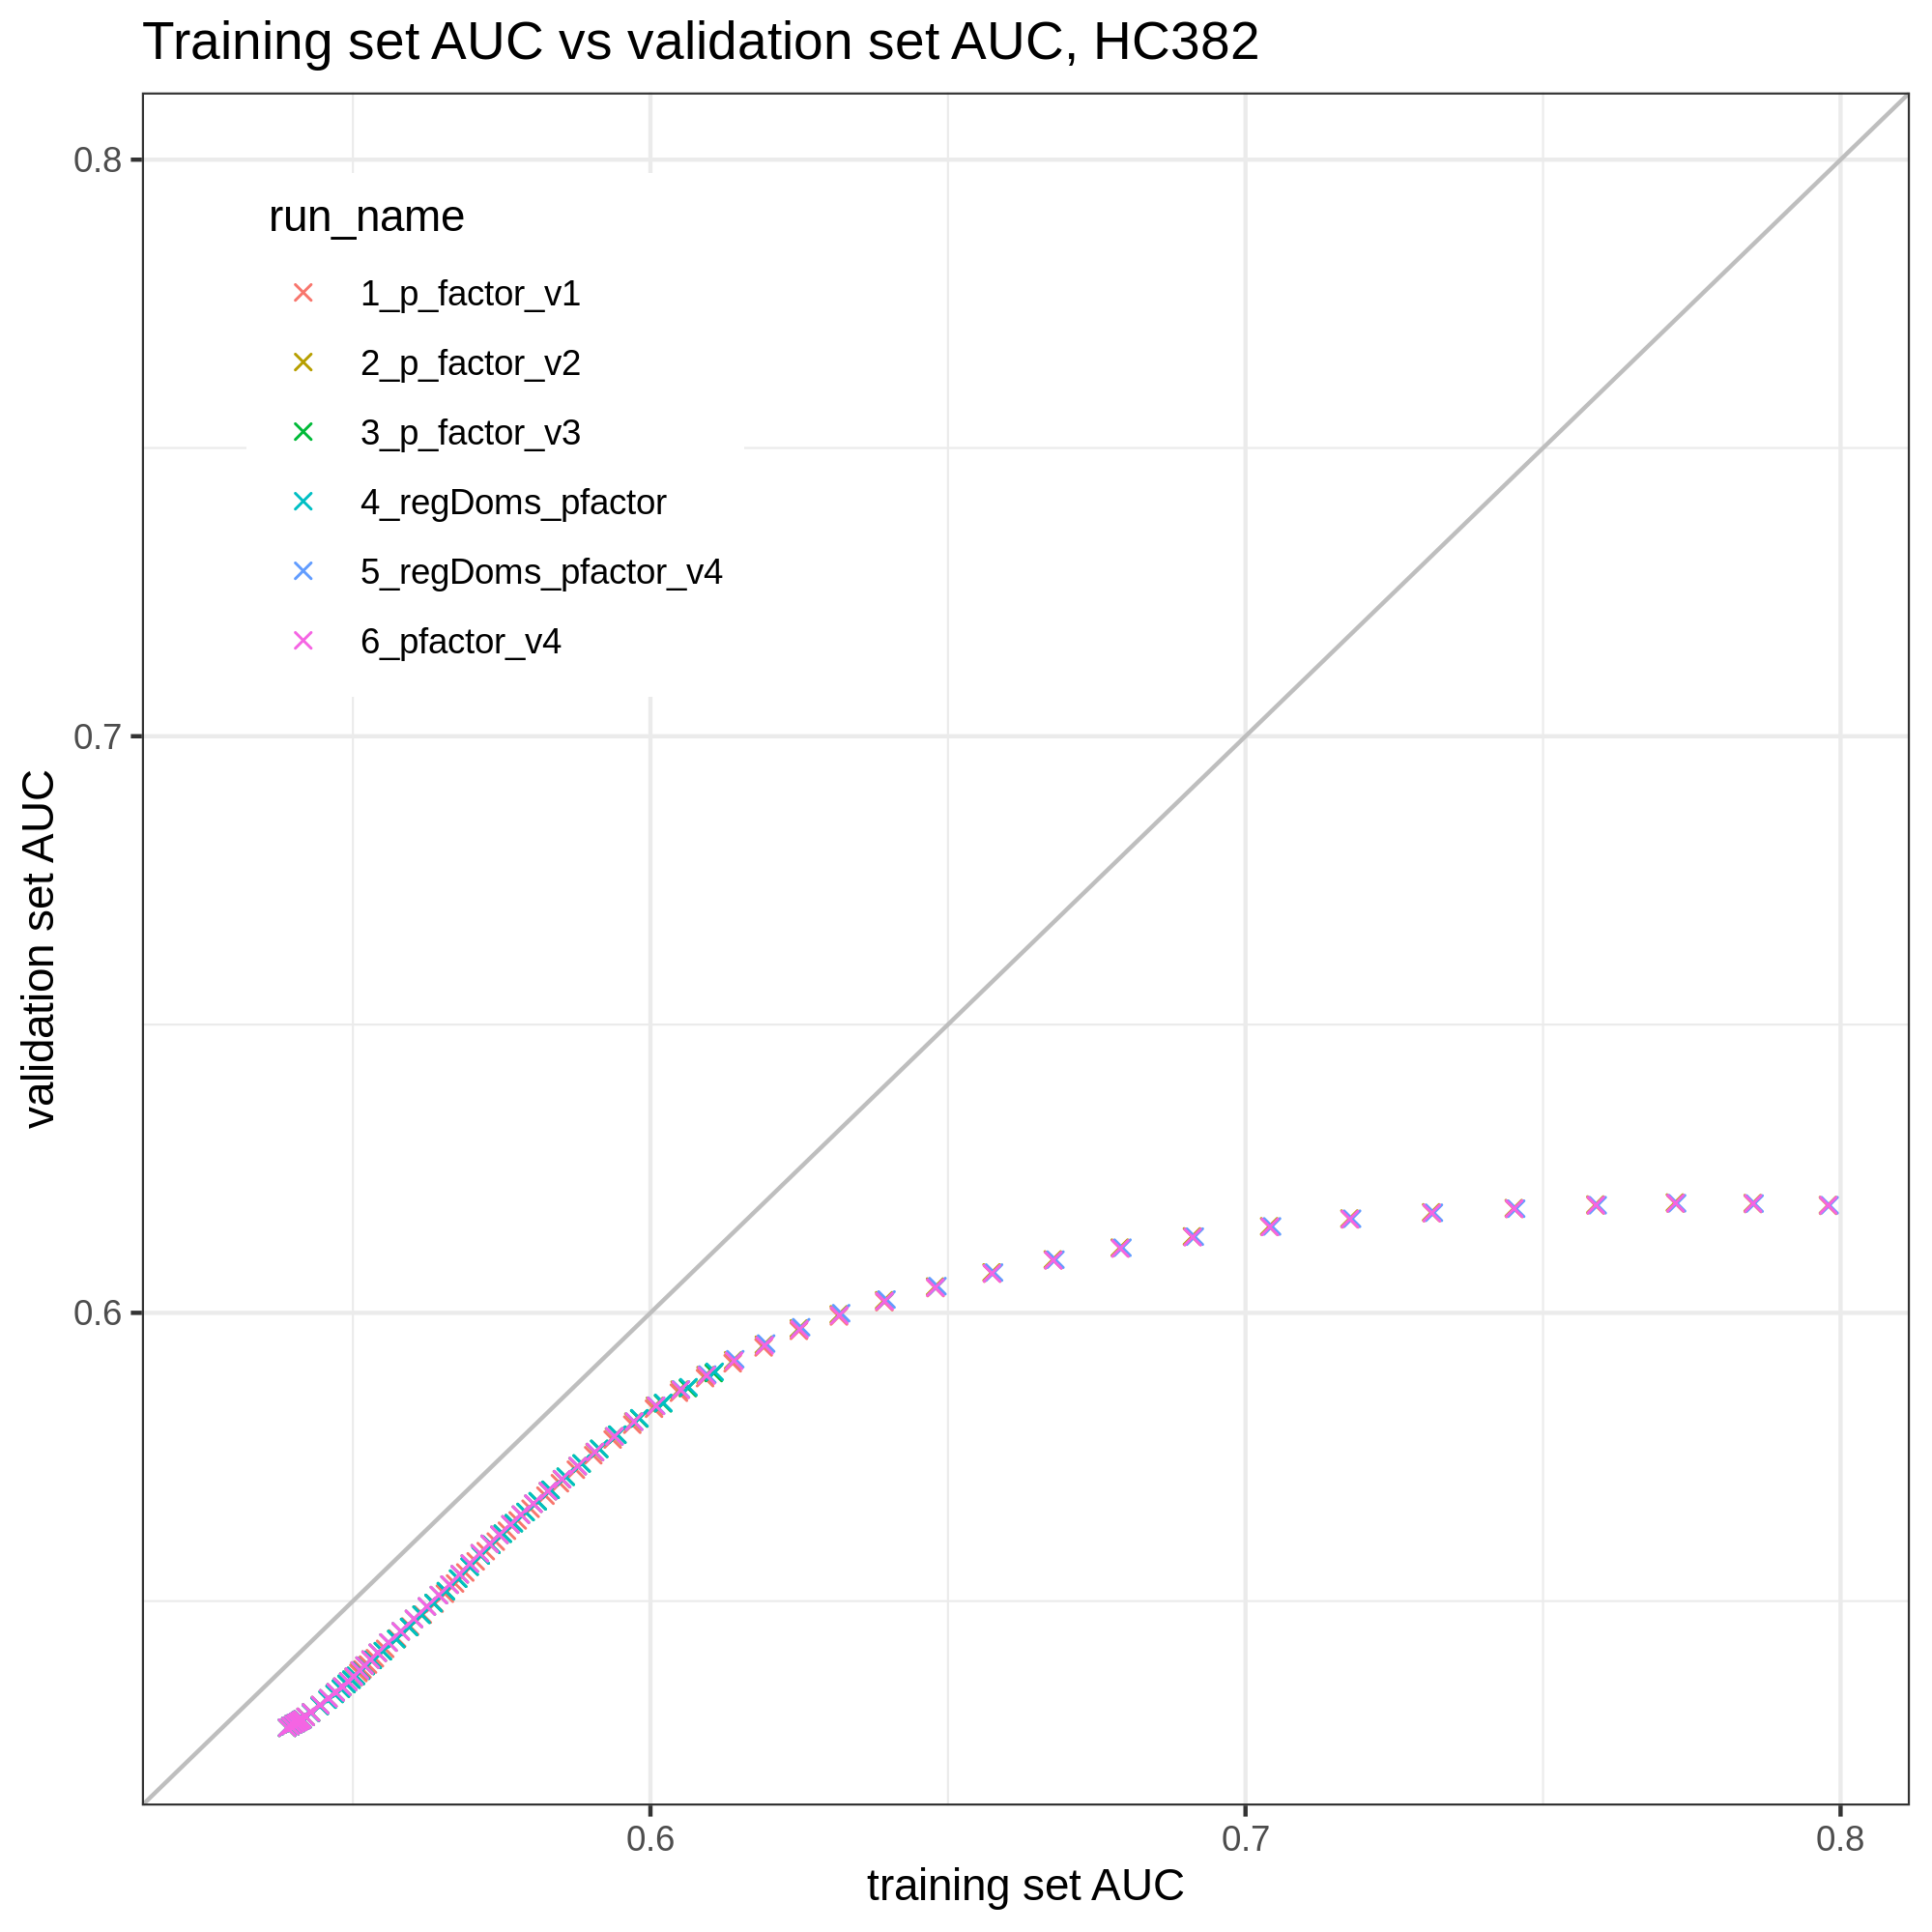 Training set AUC vs validation set AUC, HC382
0.8
run_name
1_p_factor_v1
2_p_factor_v2
3_p_factor_v3
4_regDoms_pfactor
5_regDoms_pfactor_v4
6_pfactor_v4
0.7
validation set AUC
0.6
0.6 0.7 0.8
training set AUC